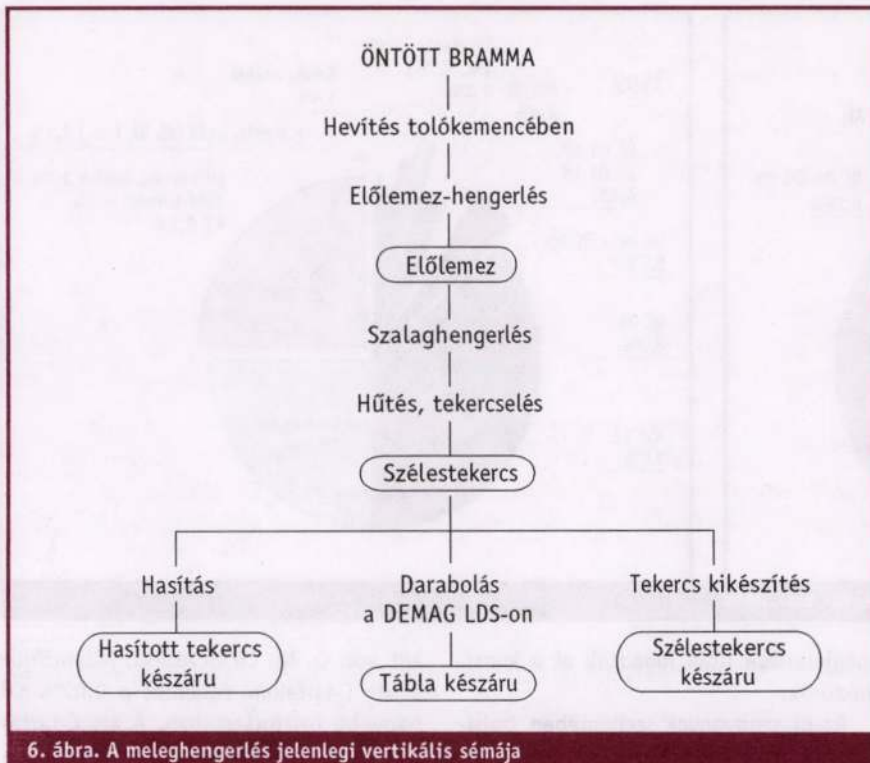 ÖNTÖTT BRAMMA
Hevítés tolókemencében
Előlemez-hengerlés
Előlemez
Szalaghengerlés
Hűtés, tekercselés
Szélestekercs
Hasítás
Hasított tekercs
készáru
Darabolás
a DEMAG LDS-on
Tábla készáru
Tekercs kikészítés
Szélestekercs
készáru
6. ábra. A meleghengerlés jelenlegi vertikális sémája